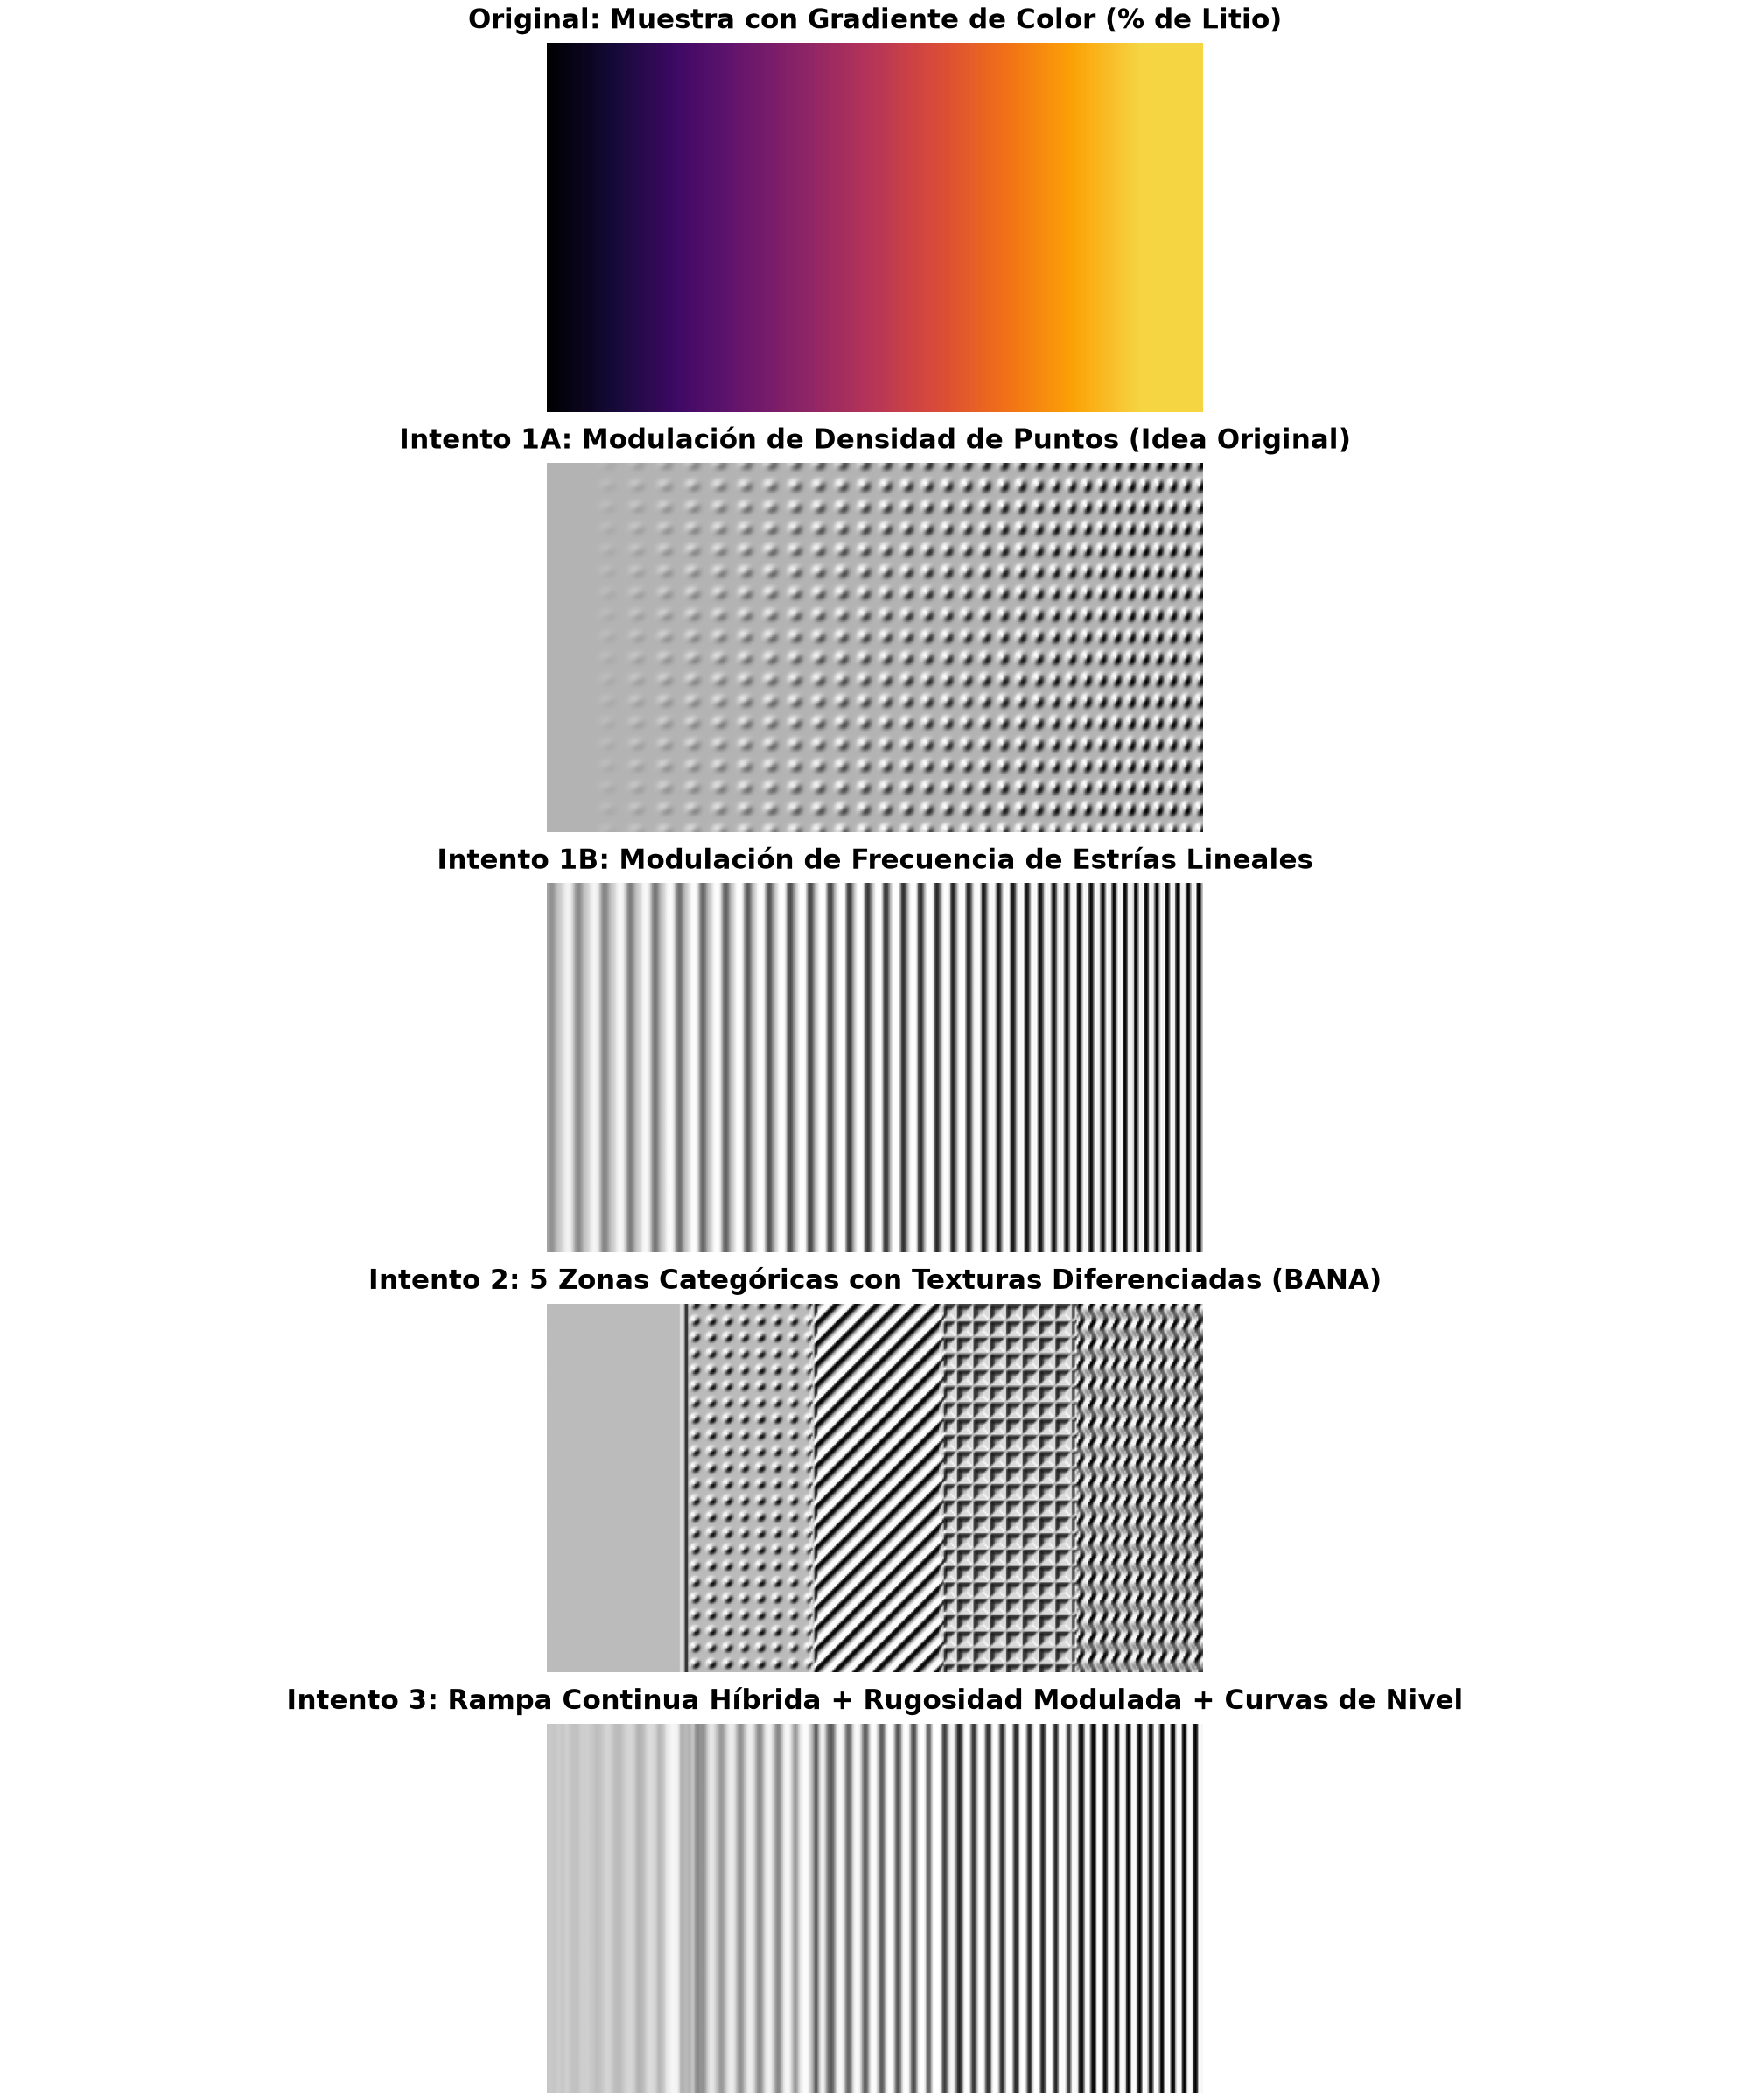 Original: Muestra con Gradiente de Color (% de Litio)
Intento 1A: Modulación de Densidad de Puntos (Idea Original)
Intento 1B: Modulación de Frecuencia de Estrías Lineales
Intento 2: 5 Zonas Categóricas con Texturas Diferenciadas (BANA)
Intento 3: Rampa Continua Híbrida + Rugosidad Modulada + Curvas de Nivel